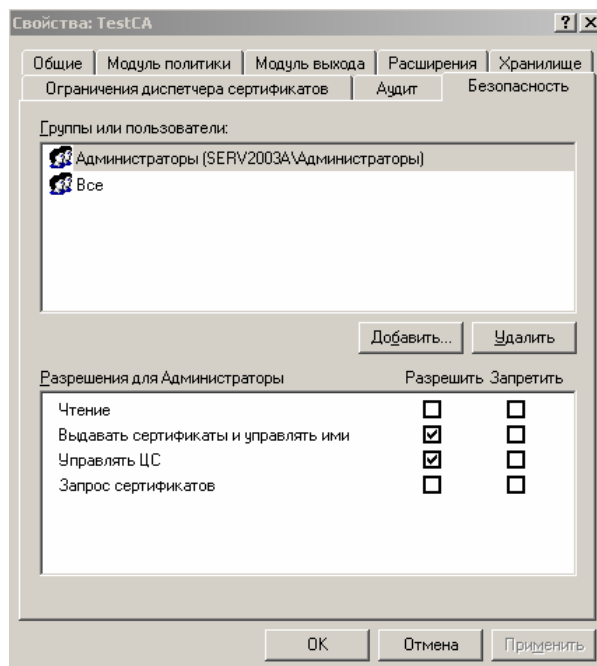 Свойства: TestCA
Общие Модуль политики Модуль выхода Расширения Хранилище
Ограничения диспетчера сертификатов Аудит Безопасность
Группы или пользователи:
Администраторы (SERV2003A\Администраторы)
Все
Добавить... Удалить
Разрешения для Администраторы Разрешить Запретить
Чтение
Выдавать сертификаты и управлять ими
Управлять ЦС
Запрос сертификатов
OK Отмена Применить